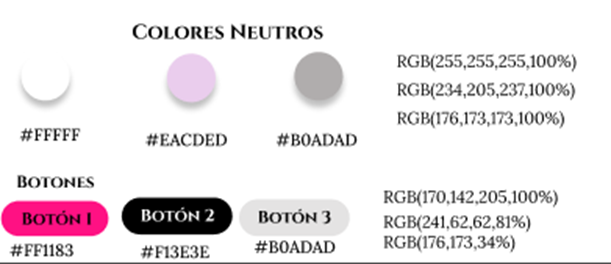 Colores Neutros
#FFFFF
#EACDED
#B0ADAD
RGB(255,255,255,100%)
RGB(234,205,237,100%)
RGB(176,173,173,100%)
Botones
Botón 1
Botón 2
Botón 3
#FF1183
#F13E3E
#B0ADAD
RGB(170,142,205,100%)
RGB(241,62,62,81%)
RGB(176,173,34%)